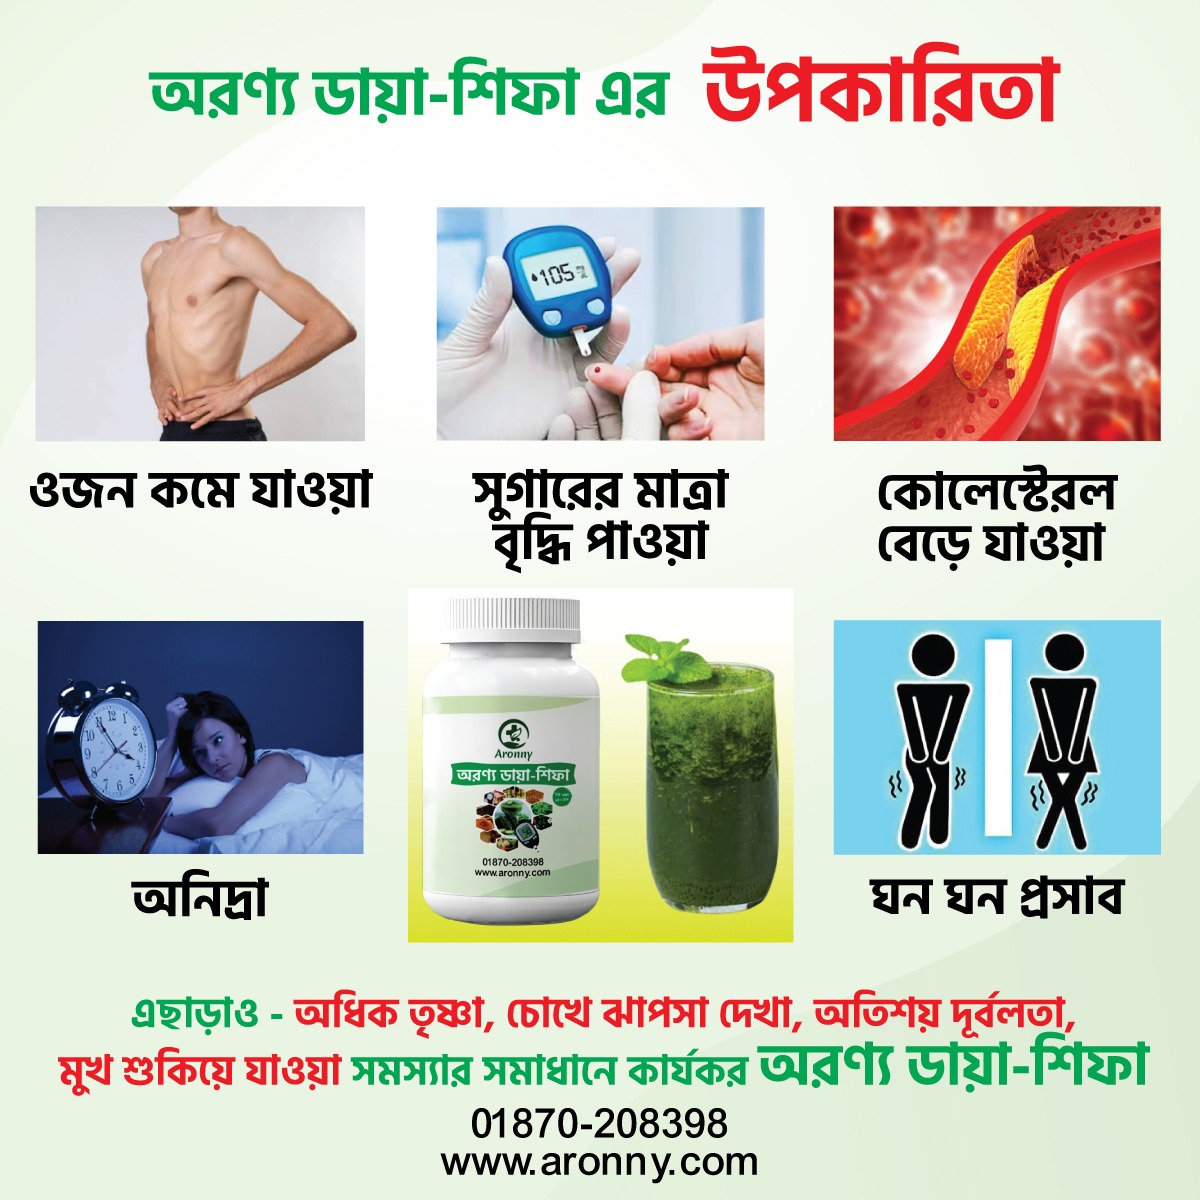 অরণ্য ডায়া-শিফা এর উপকারিতা
105
ওজন কমে যাওয়া
সুগারের মাত্রা
বৃদ্ধি পাওয়া
কোলেস্টেরল
বেড়ে যাওয়া
Aronny
অরণ্য ডায়া-শিফা
01870-208398
www.aronny.com
অনিদ্রা
ঘন ঘন প্রসাব
এছাড়াও - অধিক তৃষ্ণা, চোখে ঝাপসা দেখা, অতিশয় দূর্বলতা,
মুখ শুকিয়ে যাওয়া সমস্যার সমাধানে কার্যকর অরণ্য ডায়া-শিফা
01870-208398
www.aronny.com